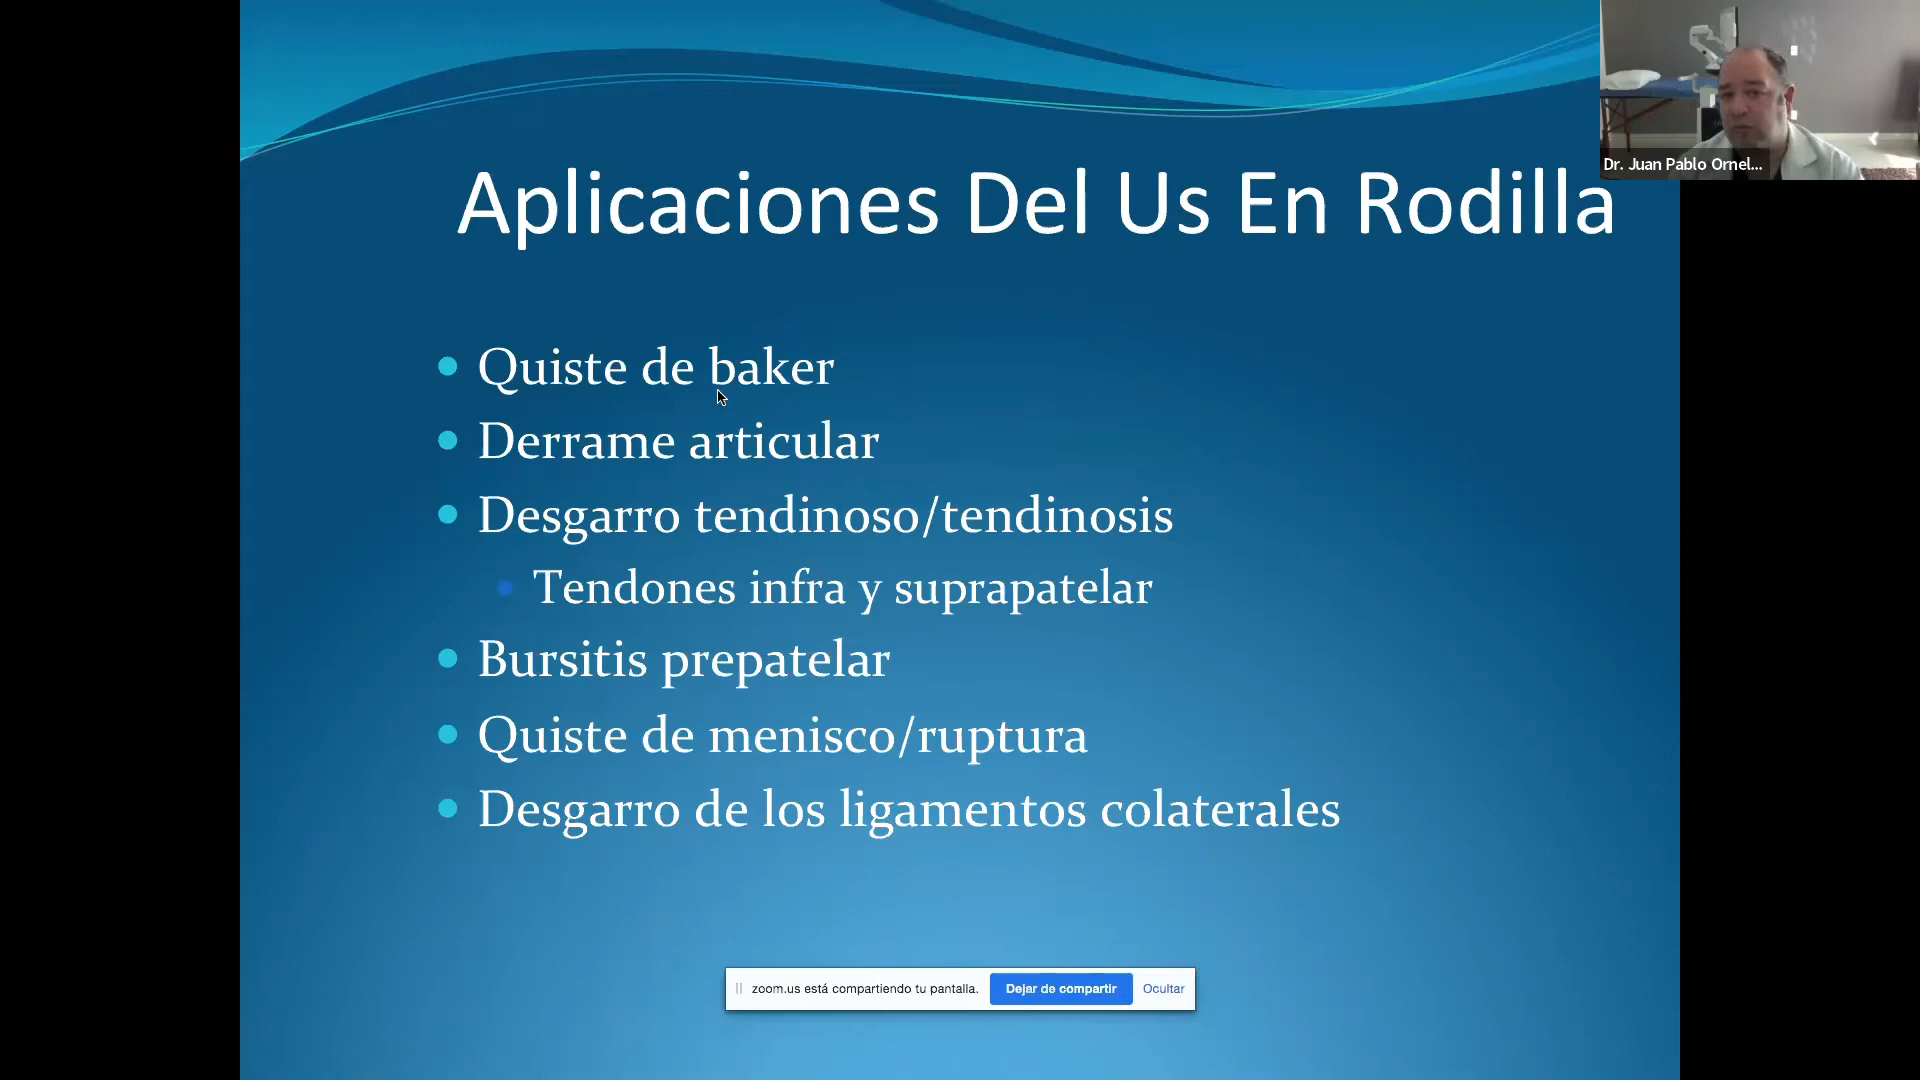 Dr. Juan Pablo Ornel...
Aplicaciones Del Us En Rodilla
Quiste de baker
Derrame articular
Desgarro tendinoso/tendinosis
Tendones infra y suprapatelar
Bursitis prepatelar
Quiste de menisco/ruptura
Desgarro de los ligamentos colaterales
zoom.us está compartiendo tu pantalla. Dejar de compartir Ocultar